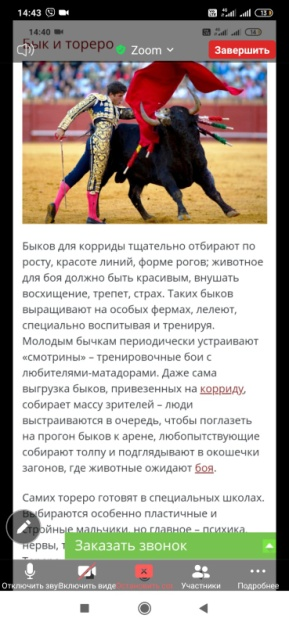 14:43
13
14:40
14
Бык и тореро
Zoom
Завершить
Быков для корриды тщательно отбирают по
росту, красоте линий, форме рогов; животное
для боя должно быть красивым, внушать
восхищение, трепет, страх. Таких быков
выращивают на особых фермах, лелеют,
специально воспитывая и тренируя.
Молодым бычкам периодически устраивают
«смотрины» – тренировочные бои с
любителями-матадорами. Даже сама
выгрузка быков, привезенных на корриду,
собирает массу зрителей – люди
выстраиваются в очередь, чтобы поглазеть
на прогон быков к арене, любопытствующие
собирают толпу и подглядывают в окошечки
загонов, где животные ожидают боя.
Самих тореро готовят в специальных школах.
Выбираются особенно пластичные и
стройные мальчики, но главное – психика,
нервы,
Заказать звонок
Отключить зву
Включить виде
Участники
Подробнее